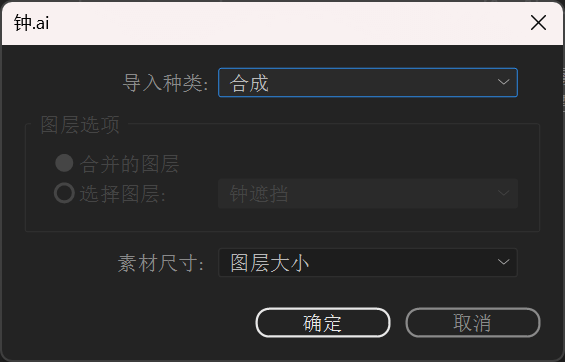 钟.ai
导入种类: 合成
图层选项
合并的图层
选择图层: 钟遮挡
素材尺寸: 图层大小
确定 取消